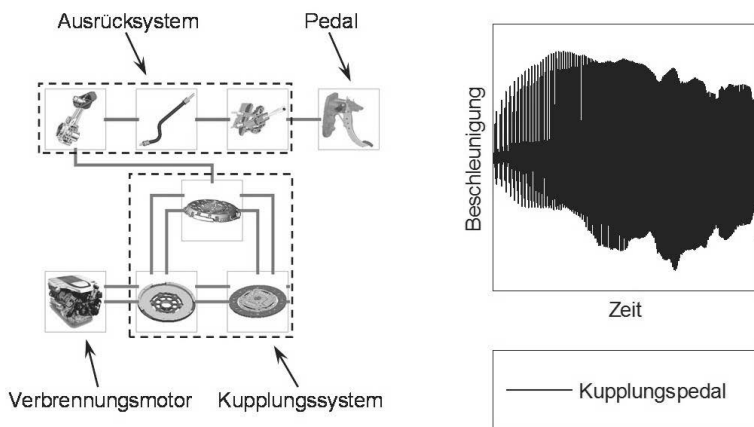 Ausrücksystem
Pedal
Verbrennungsmotor
Kupplungssystem
Beschleunigung
Zeit
Kupplungspedal